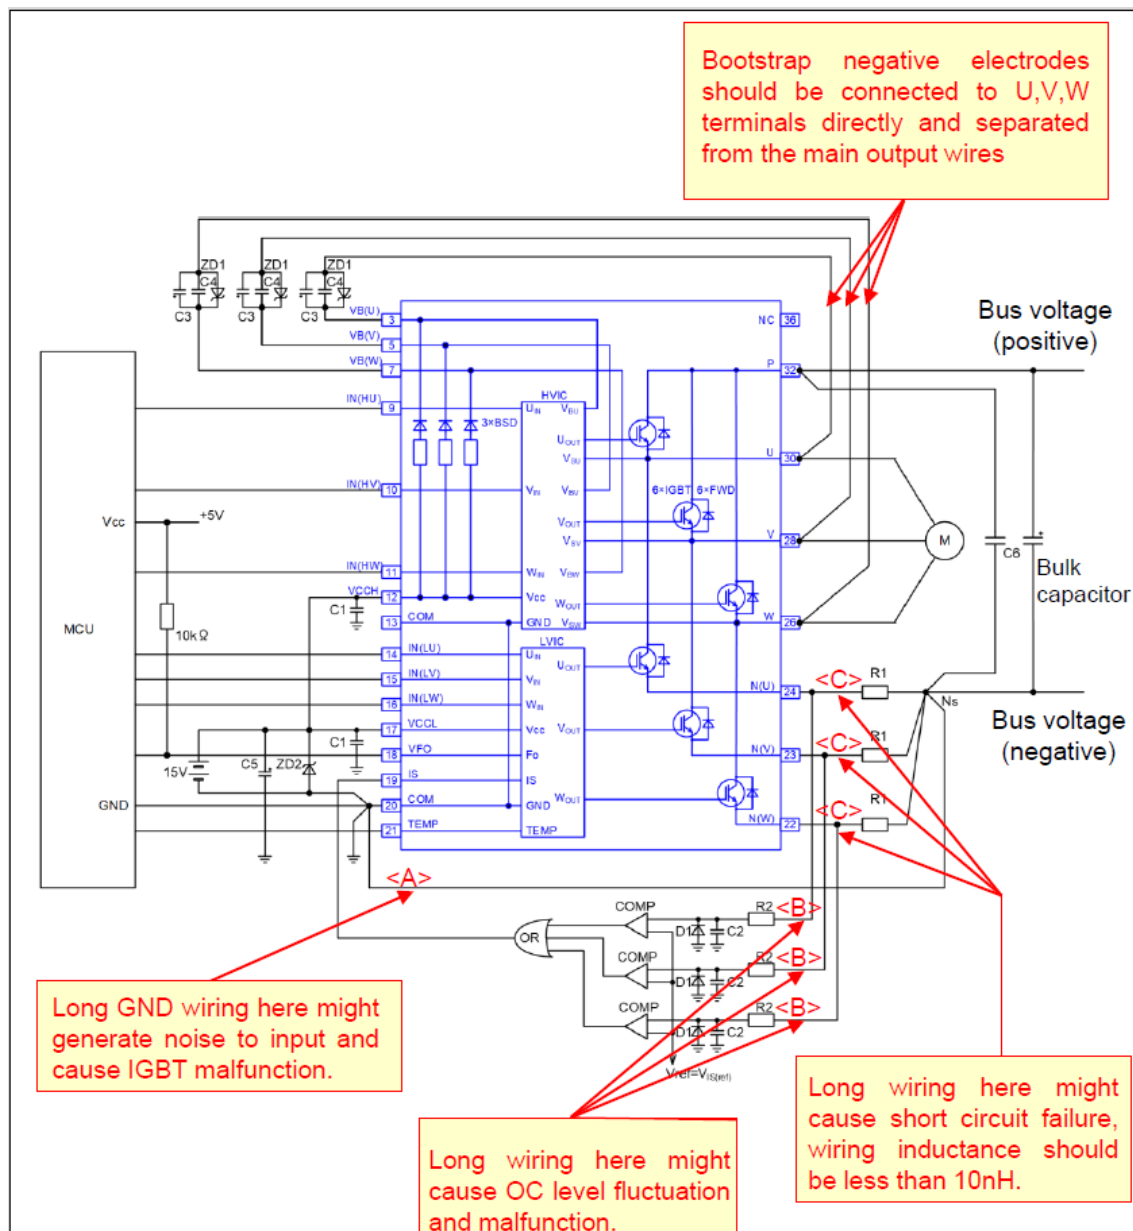 Bootstrap negative electrodes
should be connected to U,V,W
terminals directly and separated
from the main output wires
ZD1
ZD1
ZD1
C4
C4
C4
C3
C3
C3
VB(U)
3
VB(V)
5
VB(W)
7
NC
36
Bus voltage
(positive)
P
32
HVIC
IN(HU)
9
3×BSD
UIN
VBU
UOUT
VSU
U
30
IN(HV)
10
VIN
VBV
6×IGBT
6×FWD
Vcc
+5V
VOUT
VSV
V
28
M
C6
Bulk
capacitor
IN(HW)
11
WIN
VBW
VCCH
12
Vcc
WOUT
C1
COM
13
GND
VSW
W
26
MCU
10kΩ
LVIC
IN(LU)
14
UIN
UOUT
IN(LV)
15
VIN
N(U)
24
<C>
R1
Ns
IN(LW)
16
WIN
VCCL
17
Vcc
VOUT
Bus voltage
(negative)
C1
VFO
18
Fo
N(V)
23
<C>
R1
15V
C5
ZD2
IS
19
IS
GND
COM
20
GND
WOUT
N(W)
22
<C>
R1
TEMP
21
TEMP
<A>
COMP
D1
C2
R2
<B>
OR
COMP
D1
C2
R2
<B>
COMP
D1
C2
R2
<B>
Vref=VIS(ref)
Long GND wiring here might
generate noise to input and
cause IGBT malfunction.
Long wiring here might
cause OC level fluctuation
and malfunction.
Long wiring here might
cause short circuit failure,
wiring inductance should
be less than 10nH.